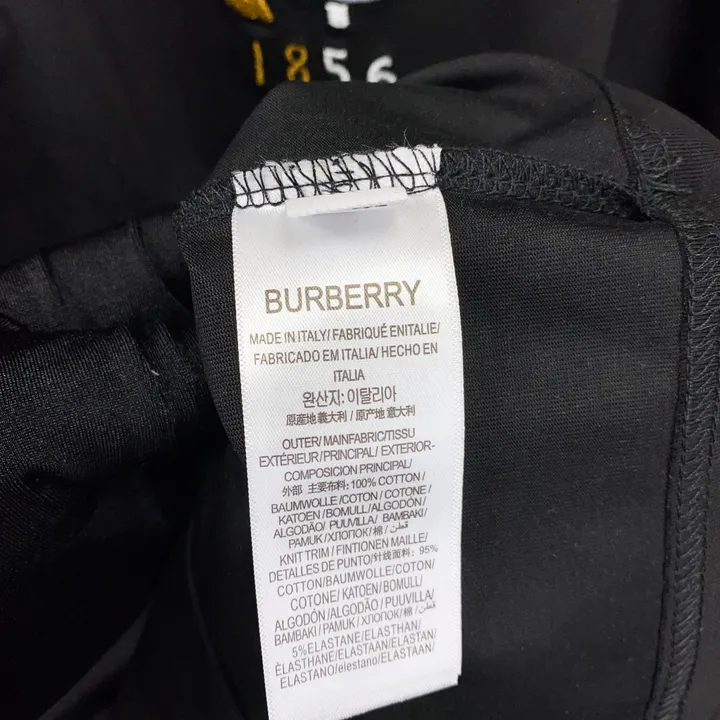 1856
BURBERRY
MADE IN ITALY/ FABRIQUÉ ENITALIE/
FABRICADO EM ITALIA/ HECHO EN
ITALIA
완산지: 이탈리아
原産地 義大利 / 原产地 意大利
OUTER/ MAINFABRIC/TISSU
EXTÉRIEUR/PRINCIPAL/ EXTERIOR-
COMPOSICION PRINCIPAL/
外部 主要布料: 100% COTTON/
BAUMWOLLE/COTON/ COTONE/
KATOEN/ BOMULL/ALGODÓN/
ALGODÃO/ PUUVILLA/ BAMBAKI/
PAMUK/ХЛОПОК/棉/قطن/
KNIT TRIM / FINTIONEN MAILLE/
DETALLES DE PUNTO/针线面料: 95%
COTTON/BAUMWOLLE/COTON/
COTONE/ KATOEN/ BOMULL/
ALGODÓN/ALGODÃO/ PUUVILLA/
BAMBAKI / PAMUK / ХЛОПОК/棉/قطن/
5%ELASTANE/ELASTHAN/
ÉLASTHANE/ELASTAAN/ELASTAN/
ELASTANO/elestano/ ELASTAAN/